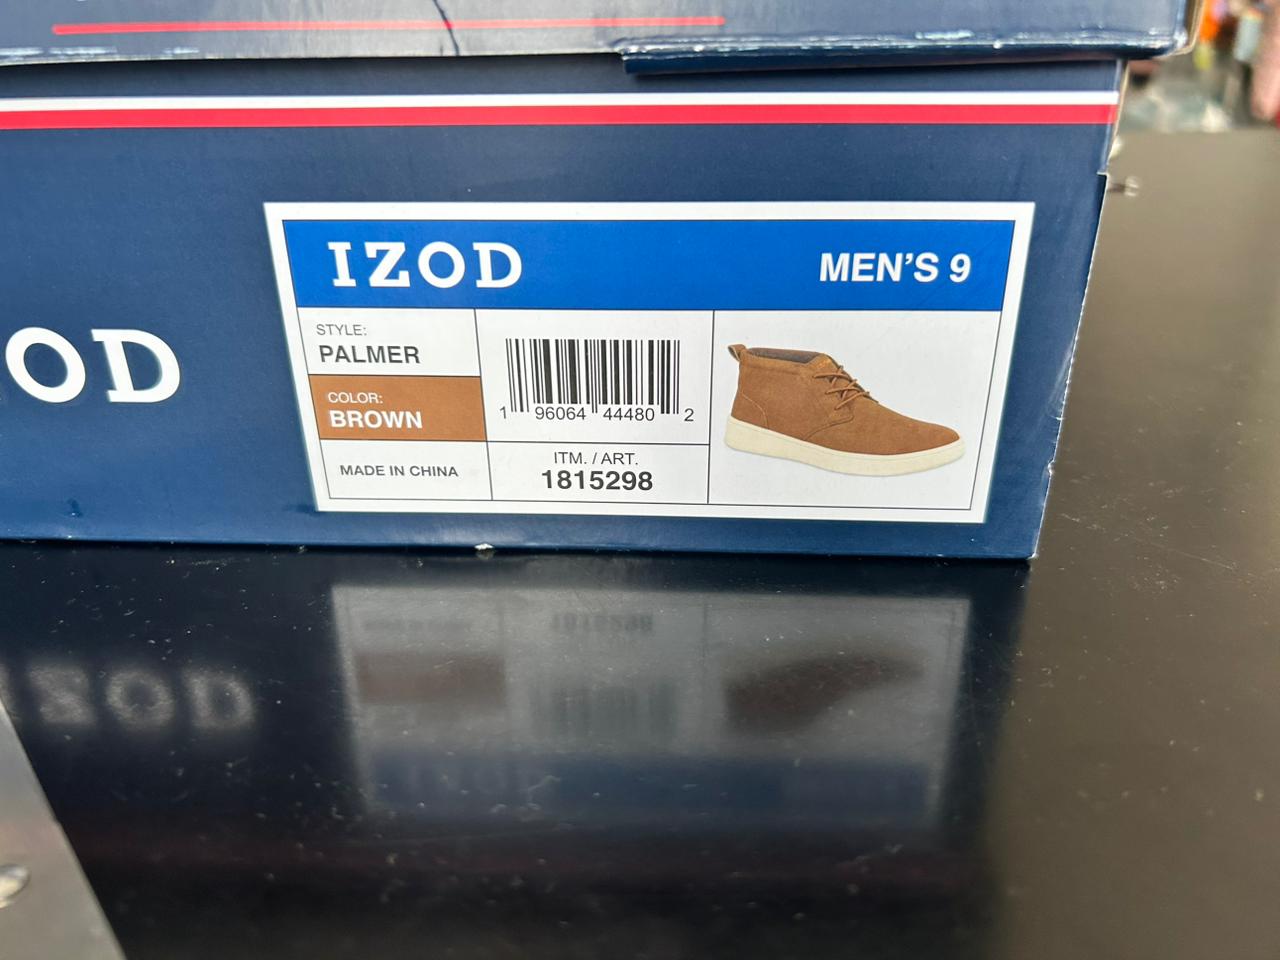 OD
IZOD MEN'S 9
STYLE:
PALMER
COLOR:
BROWN
MADE IN CHINA
1 96064 44480 2
ITM. / ART.
1815298